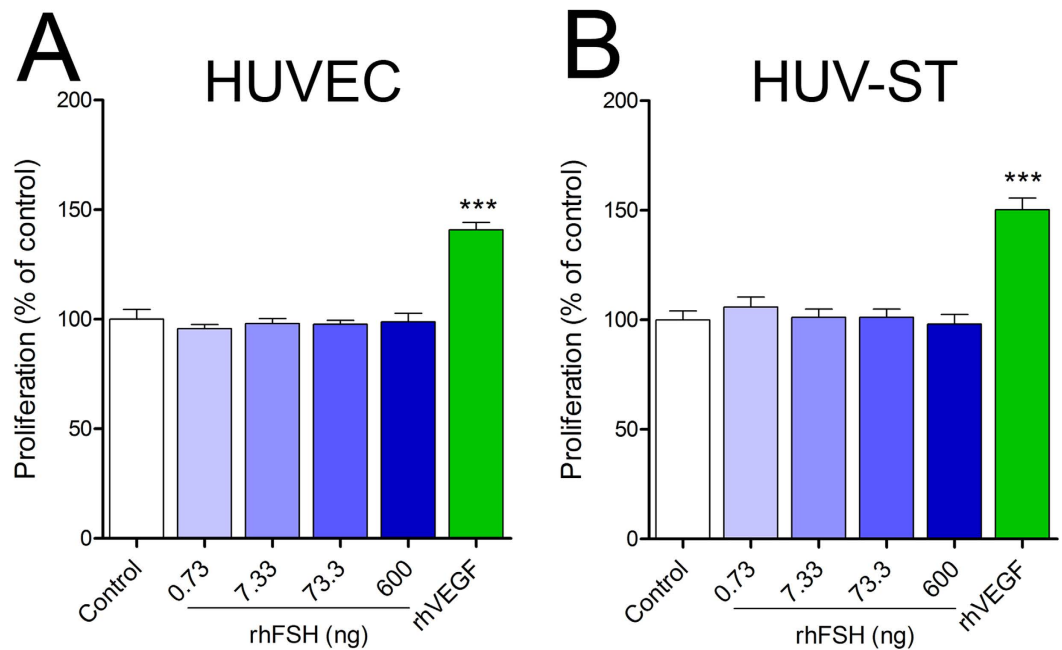 A
HUVEC
Proliferation (% of control)
200
150
100
50
0
***
Control
0.73
7.33
73.3
600
rhVEGF
rhFSH (ng)
B
HUV-ST
Proliferation (% of control)
200
150
100
50
0
***
Control
0.73
7.33
73.3
600
rhVEGF
rhFSH (ng)